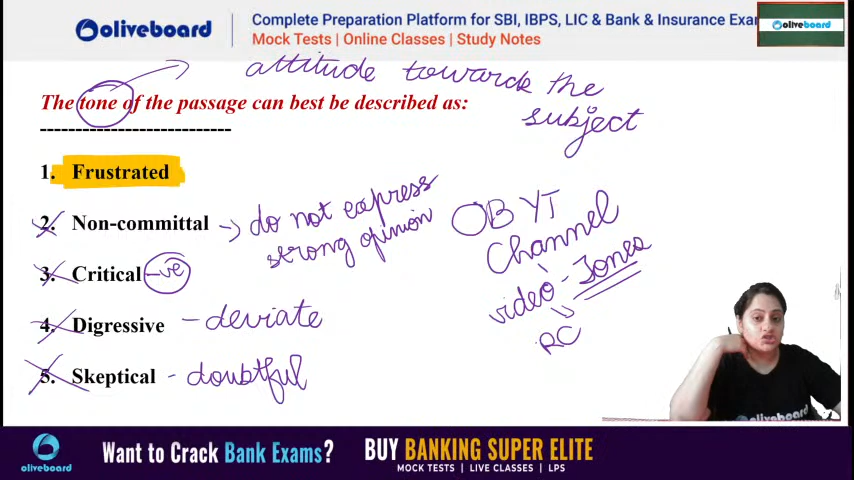 oliveboard
Complete Preparation Platform for SBI, IBPS, LIC & Bank & Insurance Exa
Mock Tests | Online Classes | Study Notes
attitude towards the
subject
The tone of the passage can best be described as:
---------------------------
1. Frustrated
2. Non-committal → do not express
strong opinion
3. Critical -ve
4. Digressive - deviate
5. Skeptical - doubtful
OB YT
Channel
video - Tones
RC
oliveboard
oliveboard
Want to Crack Bank Exams?
BUY BANKING SUPER ELITE
MOCK TESTS | LIVE CLASSES | LPS